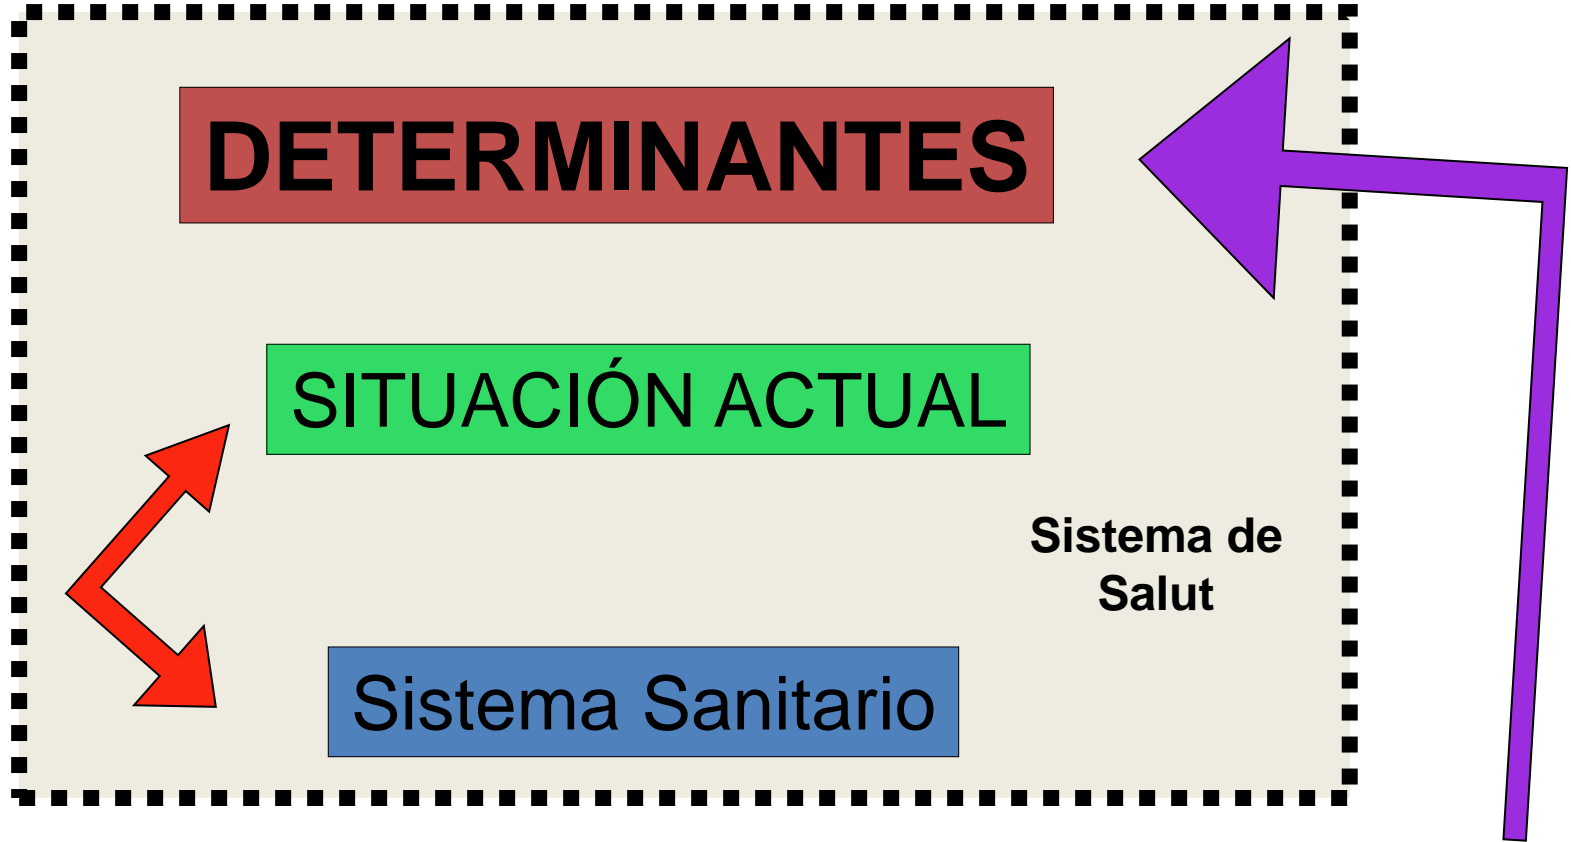 DETERMINANTES
SITUACIÓN ACTUAL
Sistema de
Salut
Sistema Sanitario